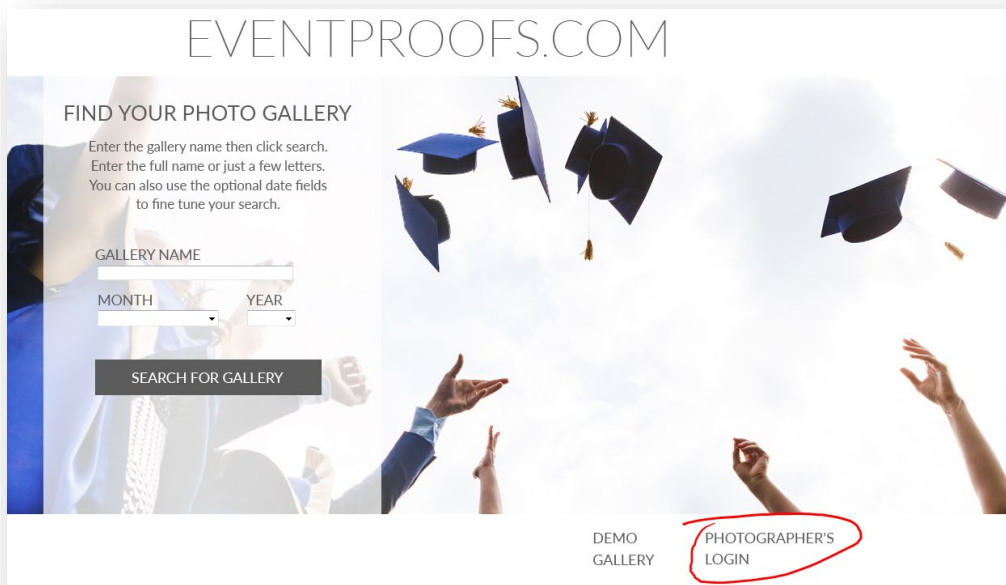 EVENTPROOFS.COM
FIND YOUR PHOTO GALLERY
Enter the gallery name then click search.
Enter the full name or just a few letters.
You can also use the optional date fields
to fine tune your search.
GALLERY NAME
MONTH YEAR
SEARCH FOR GALLERY
DEMO
GALLERY
PHOTOGRAPHER'S
LOGIN